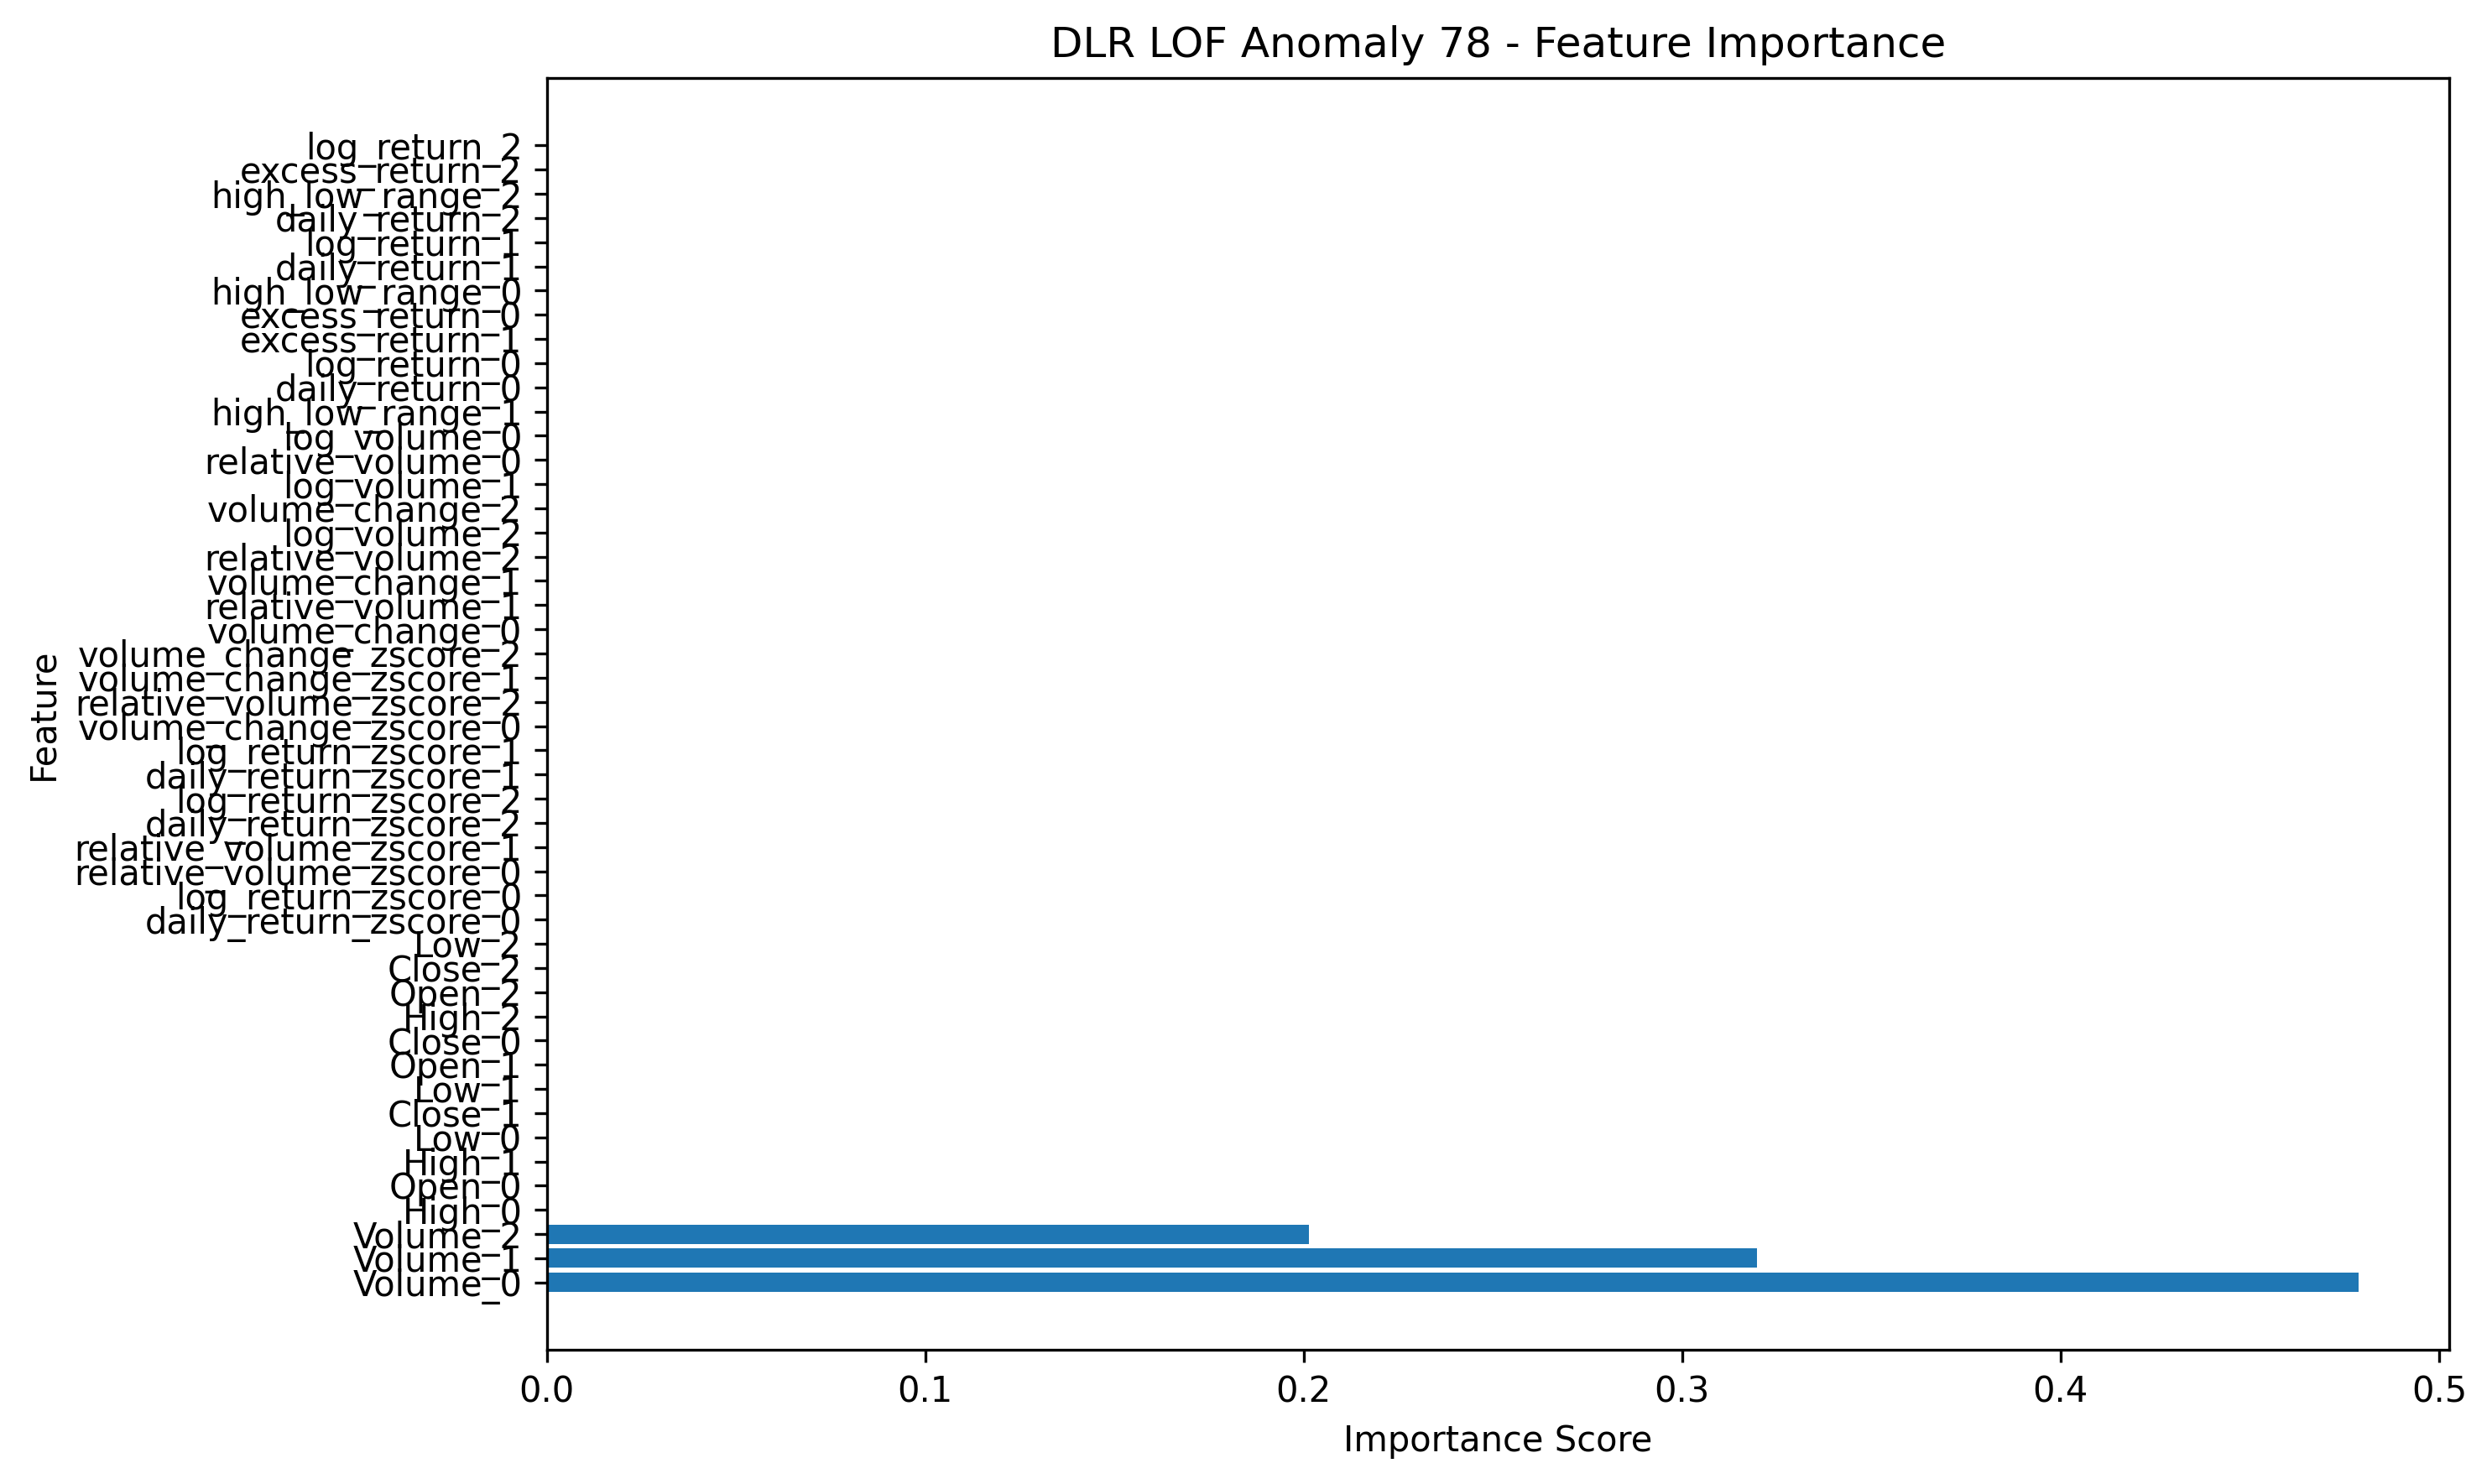 DLR LOF Anomaly 78 - Feature Importance
log_return_2
excess_return_2
high_low_range_2
daily_return_2
log_return_1
daily_return_1
high_low_range_0
excess_return_0
excess_return_1
log_return_0
daily_return_0
high_low_range_1
log_volume_0
relative_volume_0
log_volume_1
volume_change_2
log_volume_2
relative_volume_2
volume_change_1
relative_volume_1
volume_change_0
volume_change_zscore_2
volume_change_zscore_1
relative_volume_zscore_2
volume_change_zscore_0
log_return_zscore_1
daily_return_zscore_1
log_return_zscore_2
daily_return_zscore_2
relative_volume_zscore_1
relative_volume_zscore_0
log_return_zscore_0
daily_return_zscore_0
Low_2
Close_2
Open_2
High_2
Close_0
Open_1
Low_1
Close_1
Low_0
High_1
Open_0
High_0
Volume_2
Volume_1
Volume_0
Feature
0.0 0.1 0.2 0.3 0.4 0.5
Importance Score